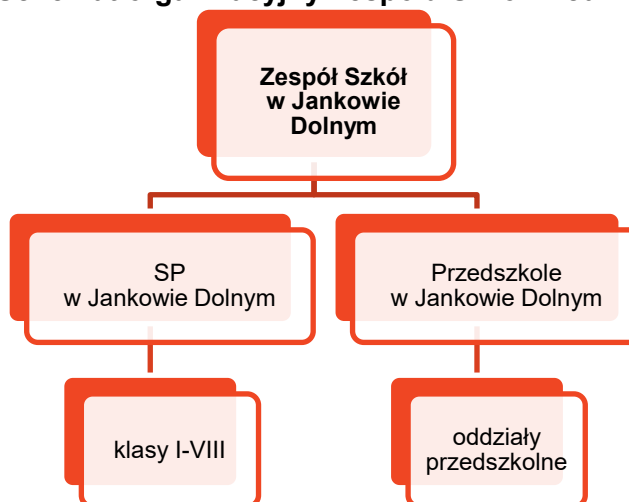 Zespół Szkół
w Jankowie
Dolnym
SP
w Jankowie Dolnym
Przedszkole
w Jankowie Dolnym
klasy I-VIII
oddziały
przedszkolne